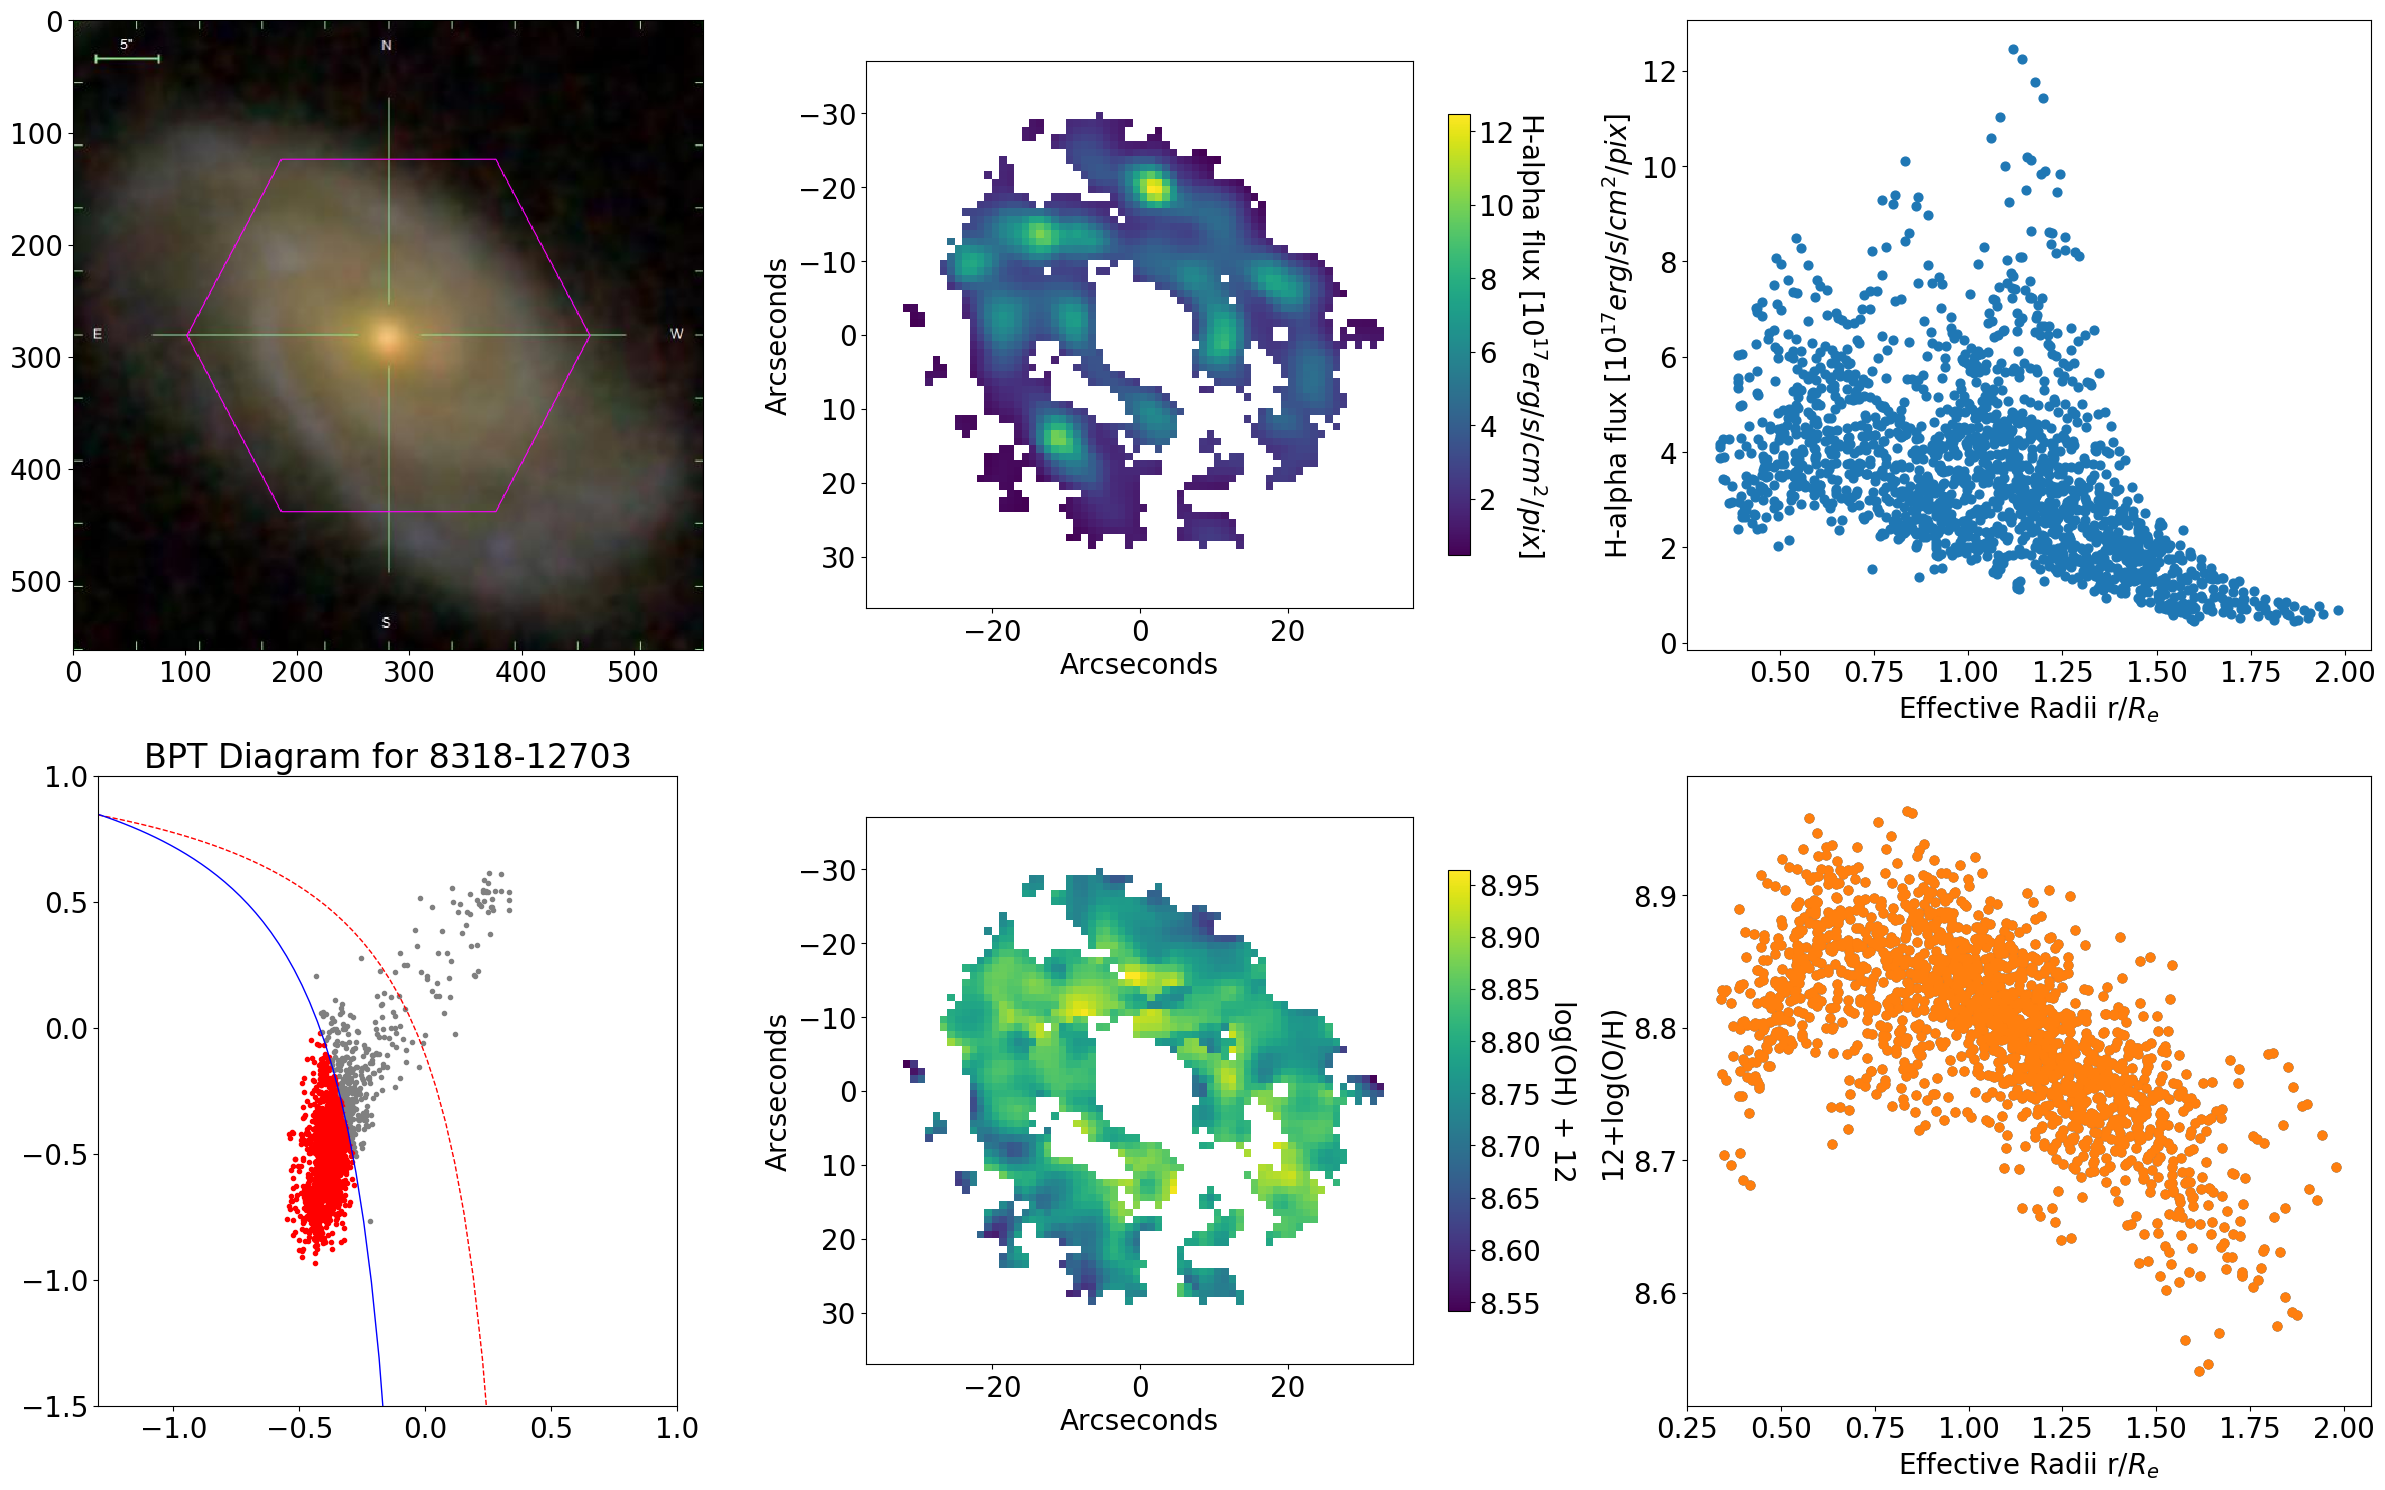 0
100
200
300
400
500
5"
N
E
W
S
0 100 200 300 400 500
−30
−20
−10
0
10
20
30
Arcseconds
−20 0 20
Arcseconds
12
10
8
6
4
2
H-alpha flux [10^17 erg/s/cm^2/pix]
H-alpha flux [10^17 erg/s/cm^2/pix]
12
10
8
6
4
2
0
0.50 0.75 1.00 1.25 1.50 1.75 2.00
Effective Radii r/R_e
BPT Diagram for 8318-12703
1.0
0.5
0.0
−0.5
−1.0
−1.5
−1.0 −0.5 0.0 0.5 1.0
−30
−20
−10
0
10
20
30
Arcseconds
−20 0 20
Arcseconds
8.95
8.90
8.85
8.80
8.75
8.70
8.65
8.60
8.55
log(OH) + 12
12+log(O/H)
8.9
8.8
8.7
8.6
0.25 0.50 0.75 1.00 1.25 1.50 1.75 2.00
Effective Radii r/R_e